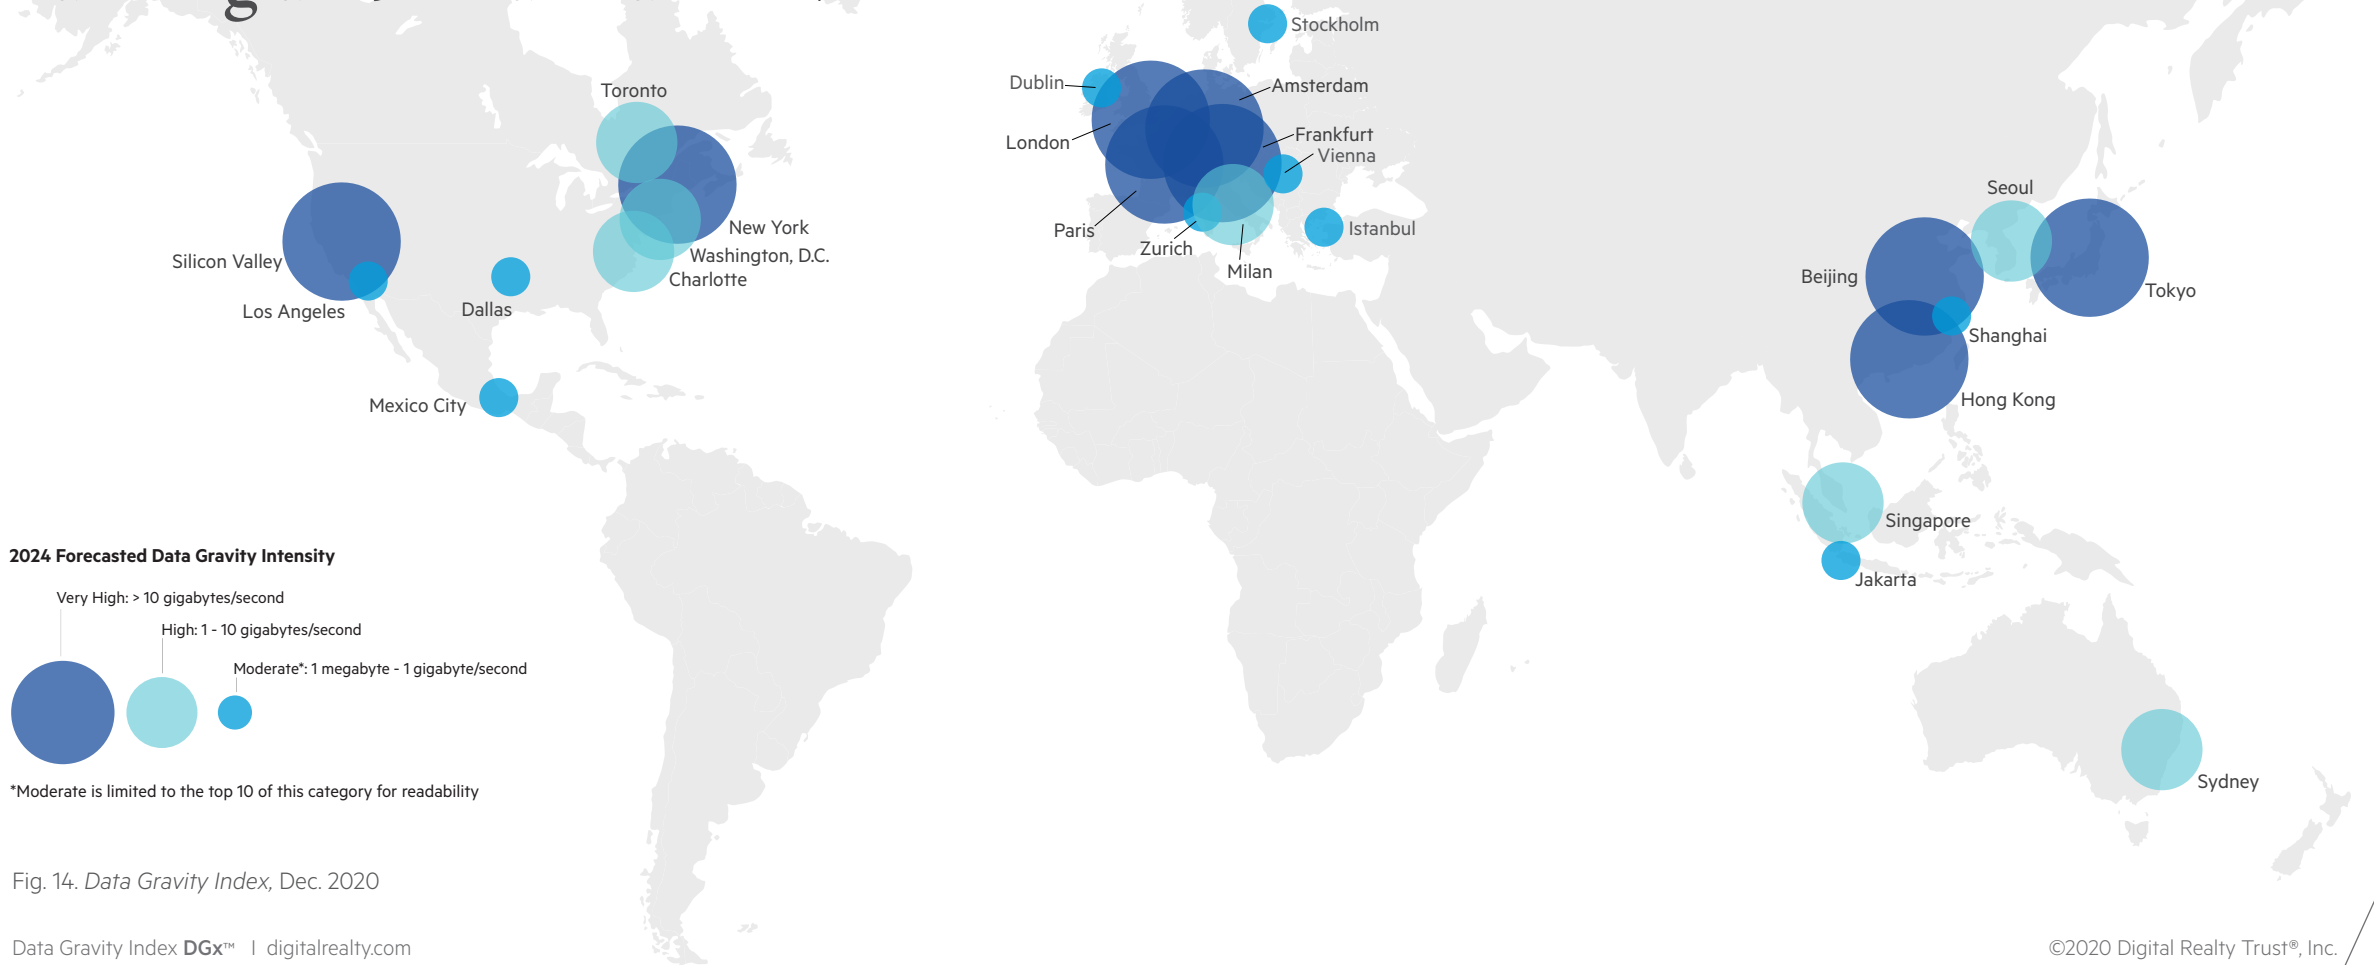 Stockholm
Dublin
Amsterdam
Toronto
London
Frankfurt
Vienna
Seoul
New York
Paris
Istanbul
Zurich
Washington, D.C.
Silicon Valley
Milan
Charlotte
Beijing
Tokyo
Los Angeles
Dallas
Shanghai
Mexico City
Hong Kong
Singapore
Jakarta
2024 Forecasted Data Gravity Intensity
Very High: > 10 gigabytes/second
High: 1 - 10 gigabytes/second
Moderate*: 1 megabyte - 1 gigabyte/second
Sydney
*Moderate is limited to the top 10 of this category for readability
Fig. 14. Data Gravity Index, Dec. 2020
Data Gravity Index DGx™ | digitalrealty.com
©2020 Digital Realty Trust®, Inc.